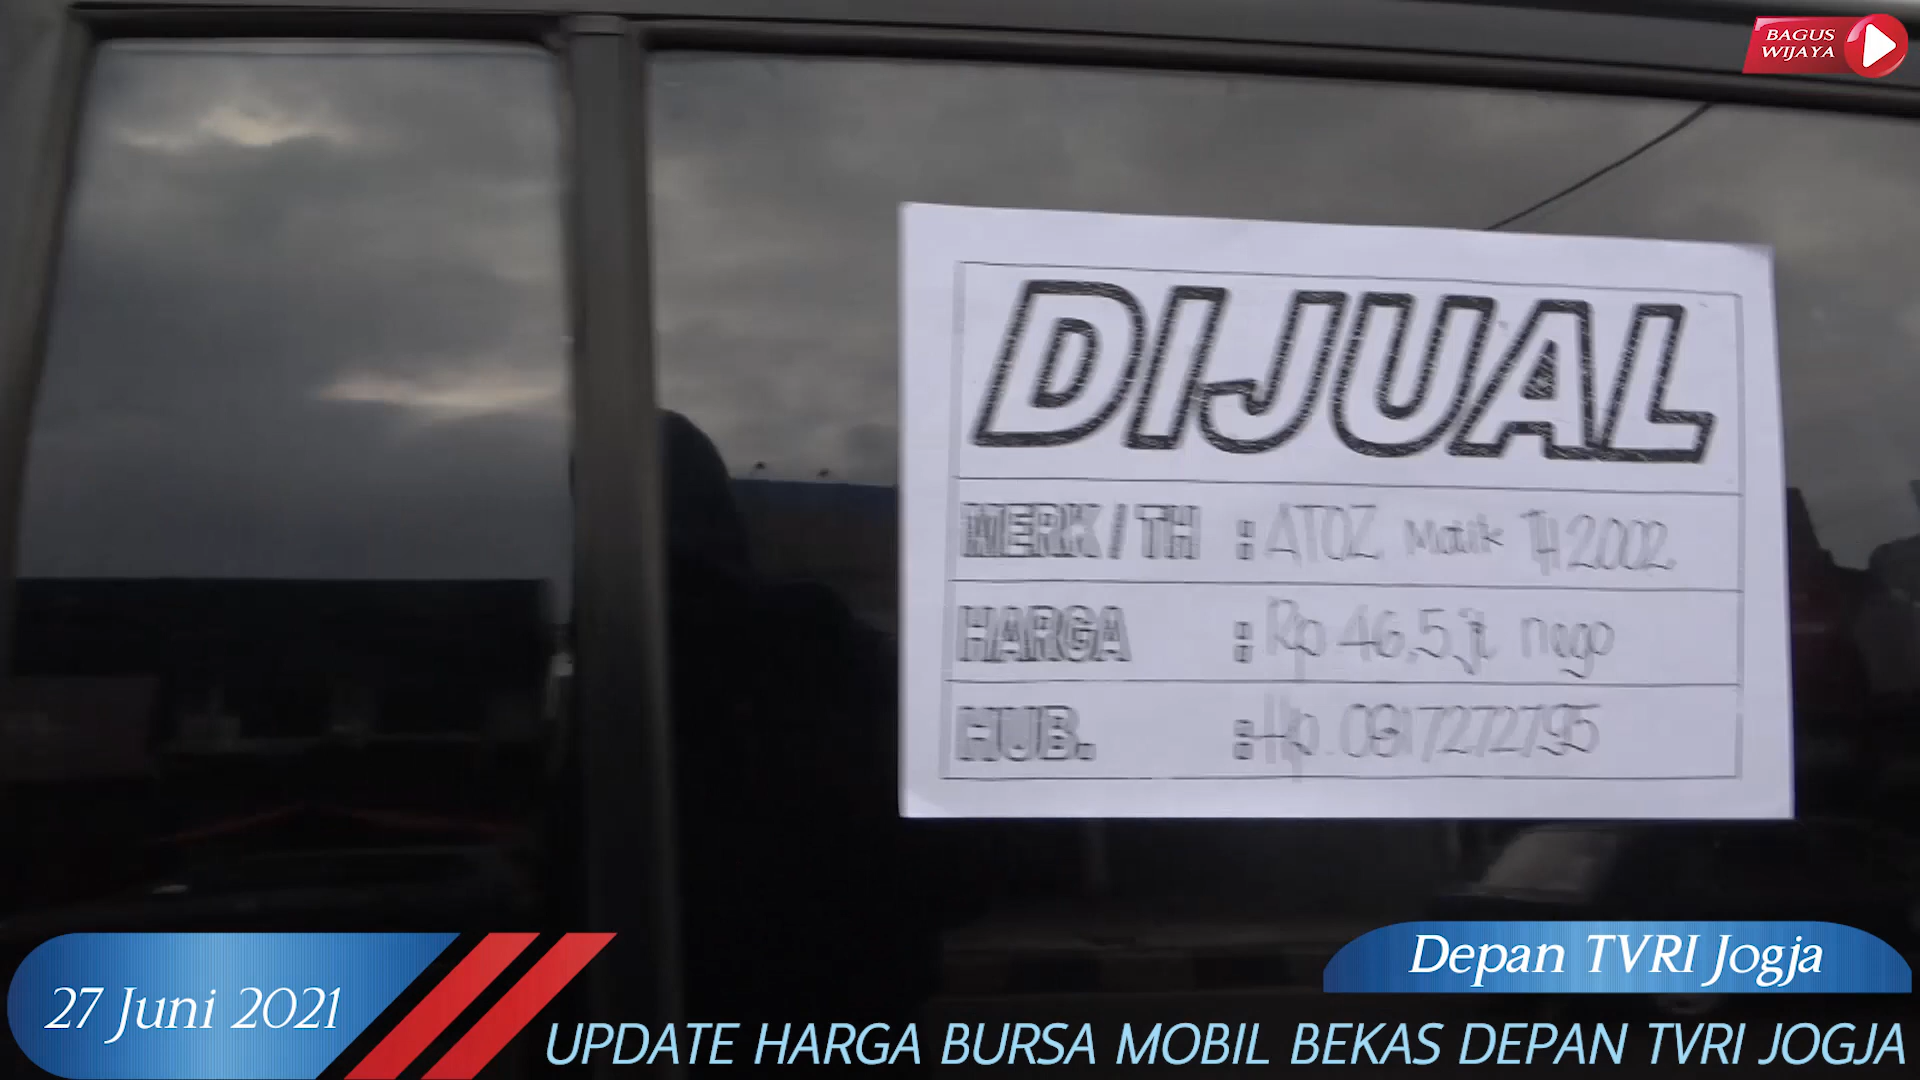 BAGUS
WIJAYA
DIJUAL
MERK / TH : ATOZ Matik TH 2002
HARGA : Rp 46,5 jt nego
HUB. : Hp. 0817272795
Depan TVRI Jogja
27 Juni 2021
UPDATE HARGA BURSA MOBIL BEKAS DEPAN TVRI JOGJA